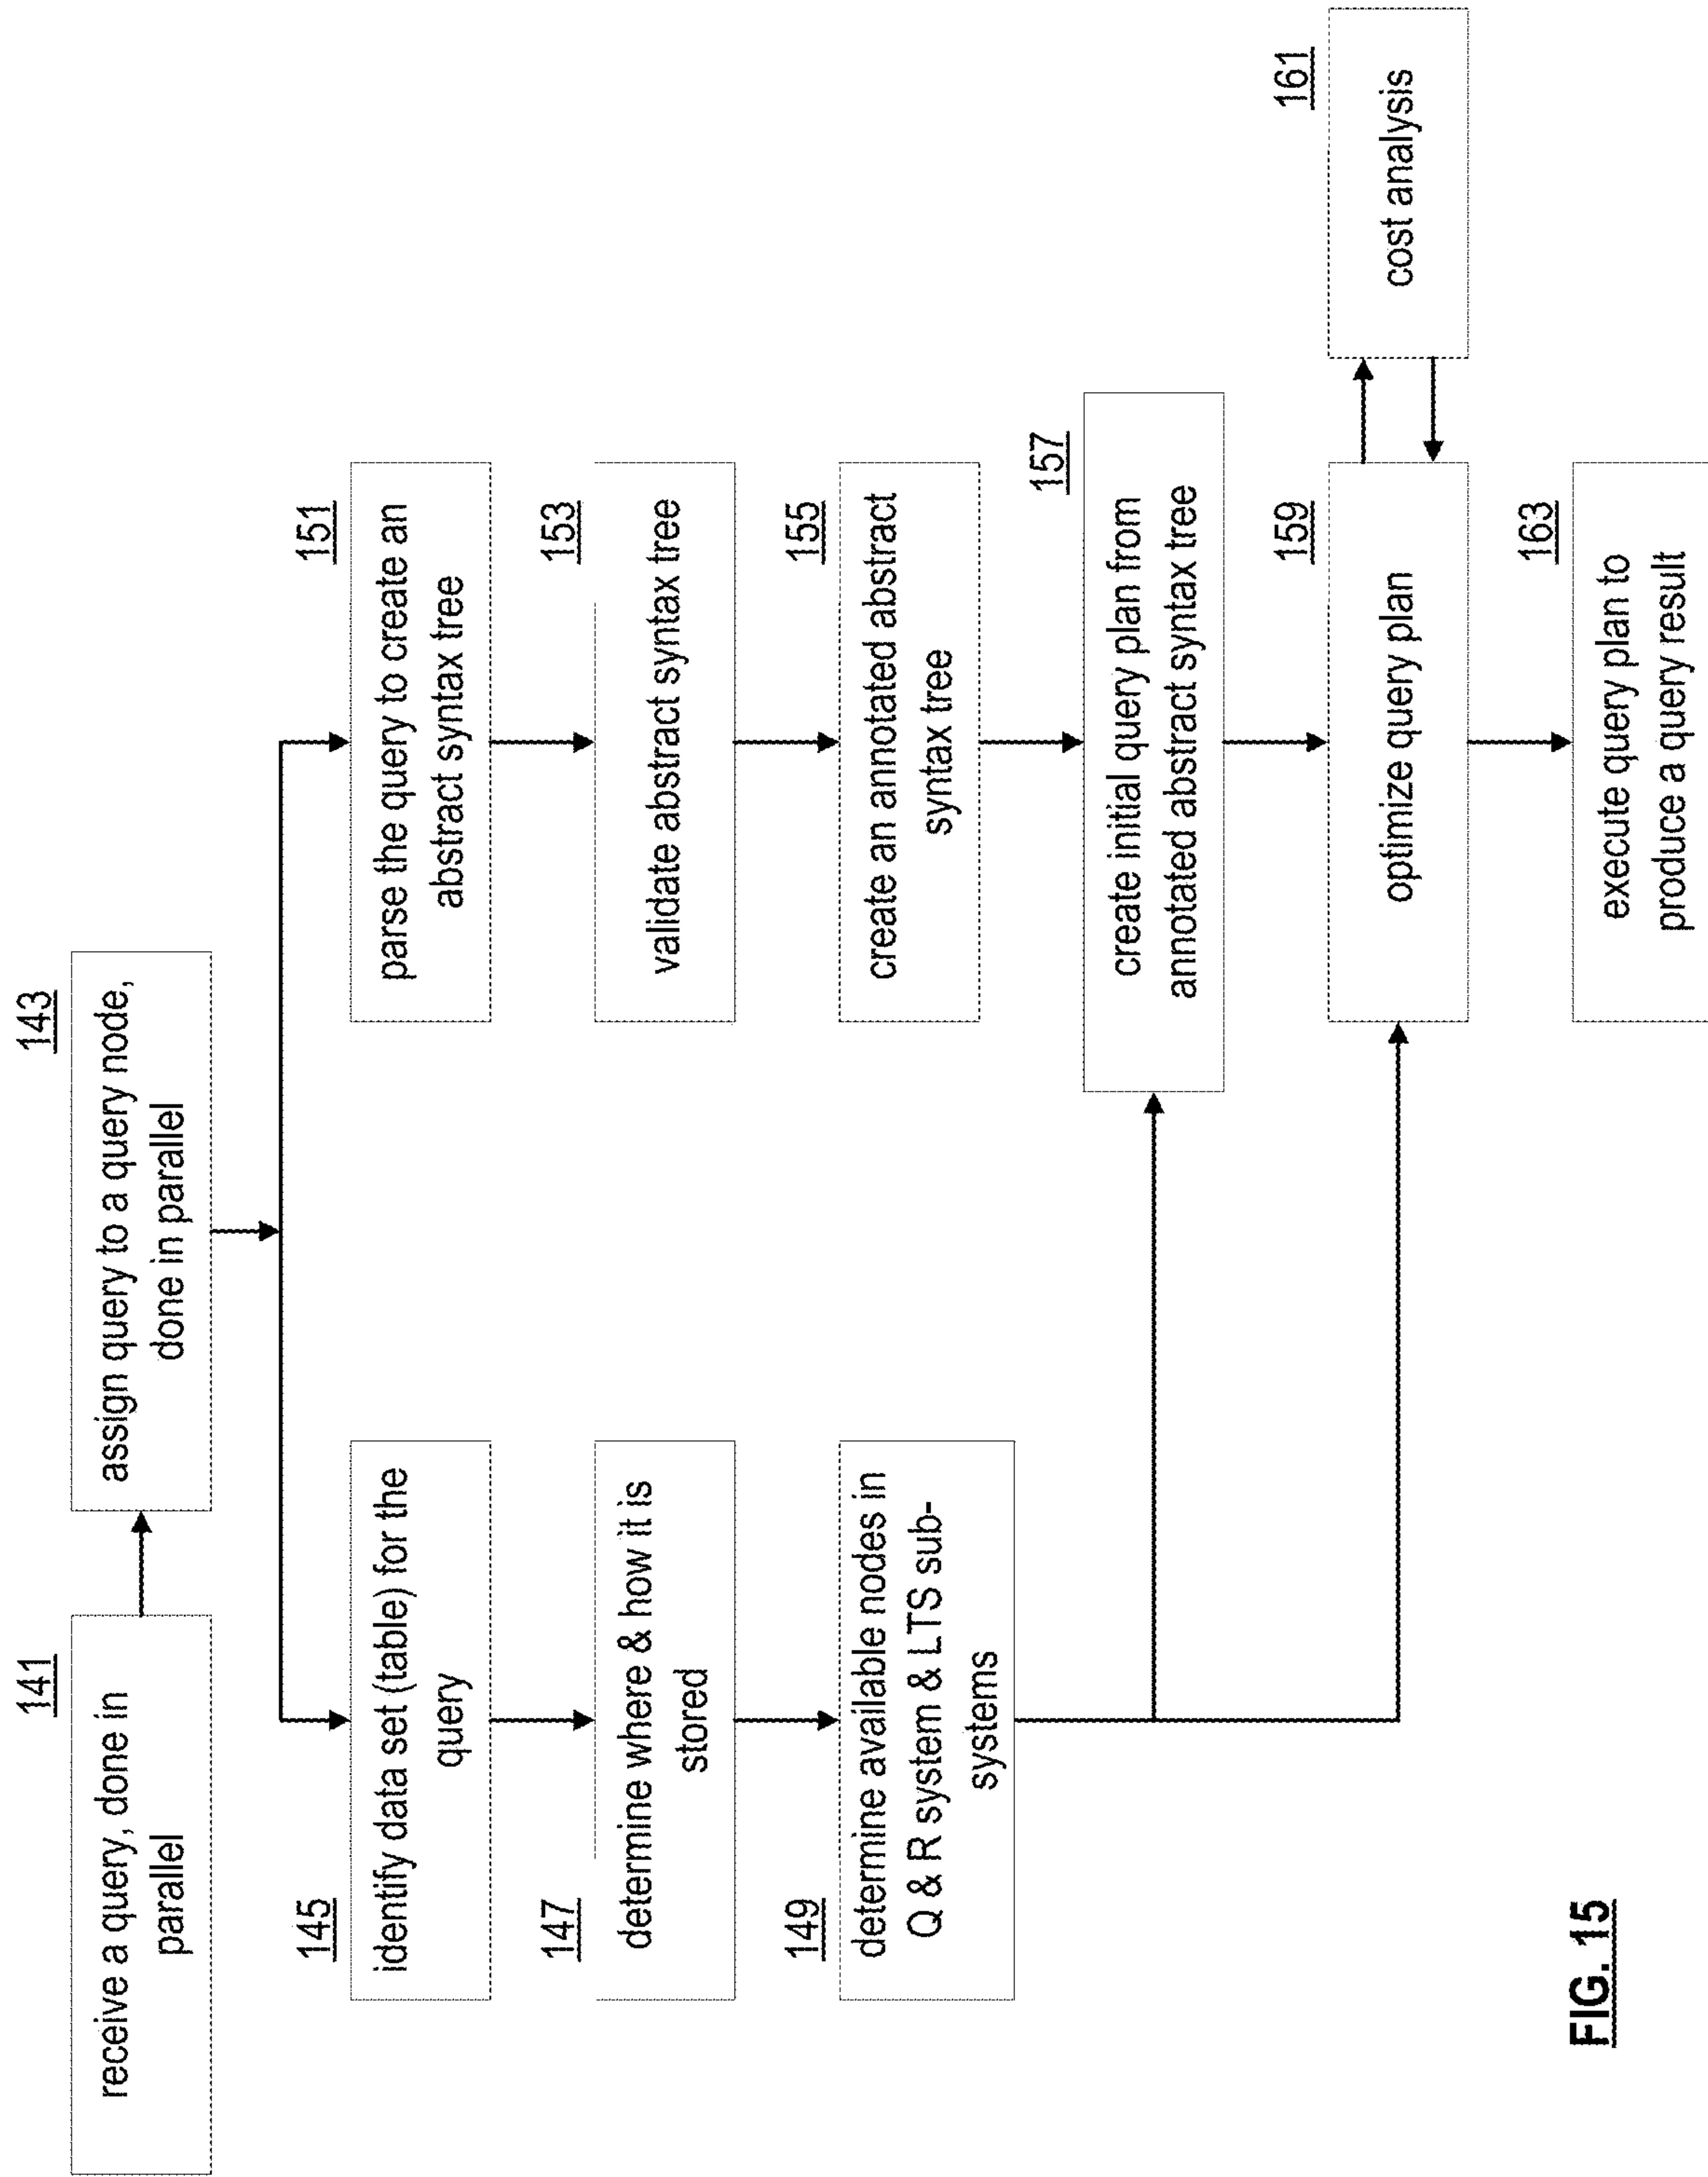 141
receive a query, done in
parallel
143
assign query to a query node,
done in parallel
145
identify data set (table) for the
query
147
determine where & how it is
stored
149
determine available nodes in
Q & R system & LTS sub-
systems
151
parse the query to create an
abstract syntax tree
153
validate abstract syntax tree
155
create an annotated abstract
syntax tree
157
create initial query plan from
annotated abstract syntax tree
159
optimize query plan
161
cost analysis
163
execute query plan to
produce a query result
FIG. 15